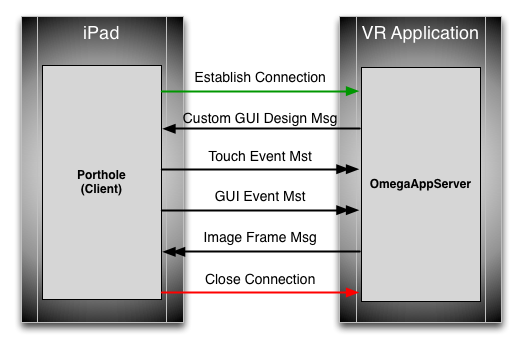 iPad
VR Application
Establish Connection
Custom GUI Design Msg
Touch Event Mst
Porthole
(Client)
OmegaAppServer
GUI Event Mst
Image Frame Msg
Close Connection